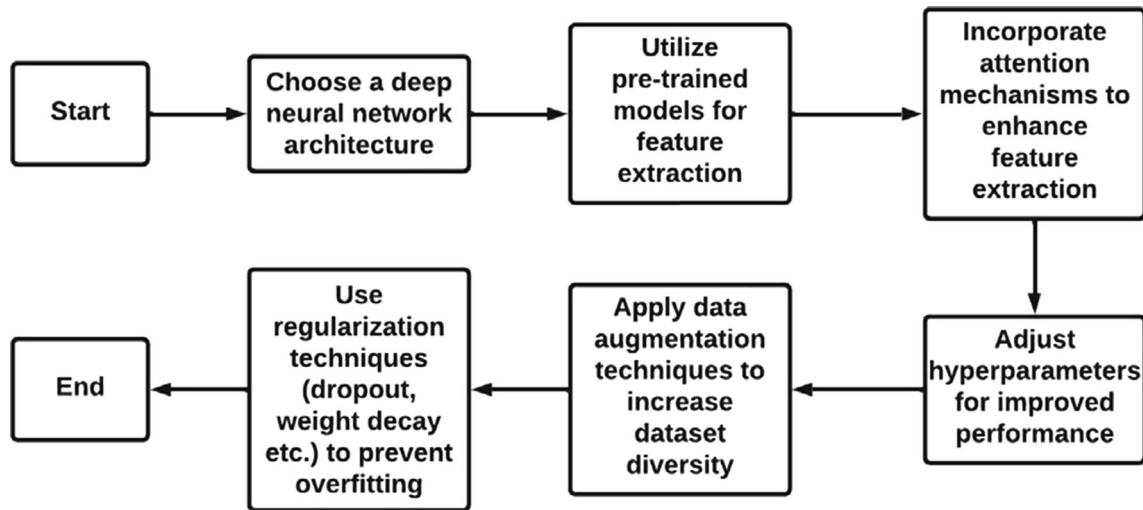 Start
Choose a deep
neural network
architecture
Utilize
pre-trained
models for
feature
extraction
Incorporate
attention
mechanisms to
enhance
feature
extraction
Adjust
hyperparameters
for improved
performance
Apply data
augmentation
techniques to
increase
dataset
diversity
Use
regularization
techniques
(dropout,
weight decay
etc.) to prevent
overfitting
End